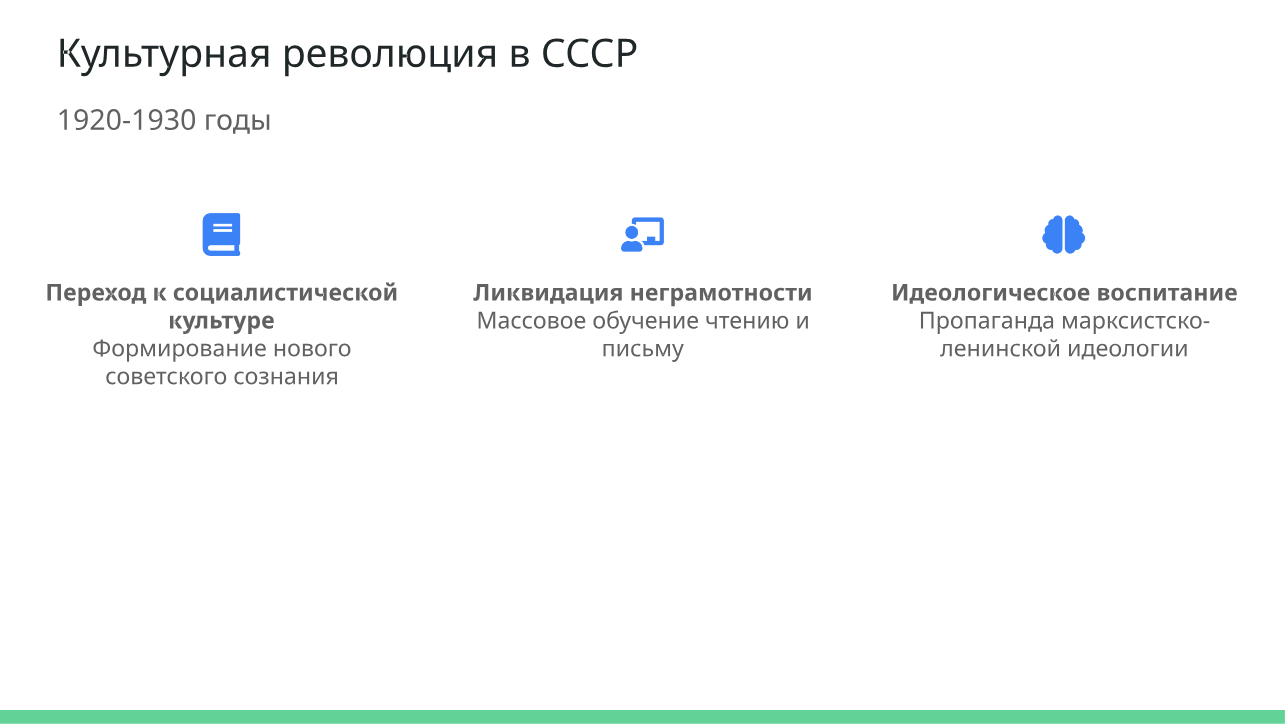 Культурная революция в СССР
1920-1930 годы
Переход к социалистической
культуре
Формирование нового
советского сознания
Ликвидация неграмотности
Массовое обучение чтению и
письму
Идеологическое воспитание
Пропаганда марксистско-
ленинской идеологии